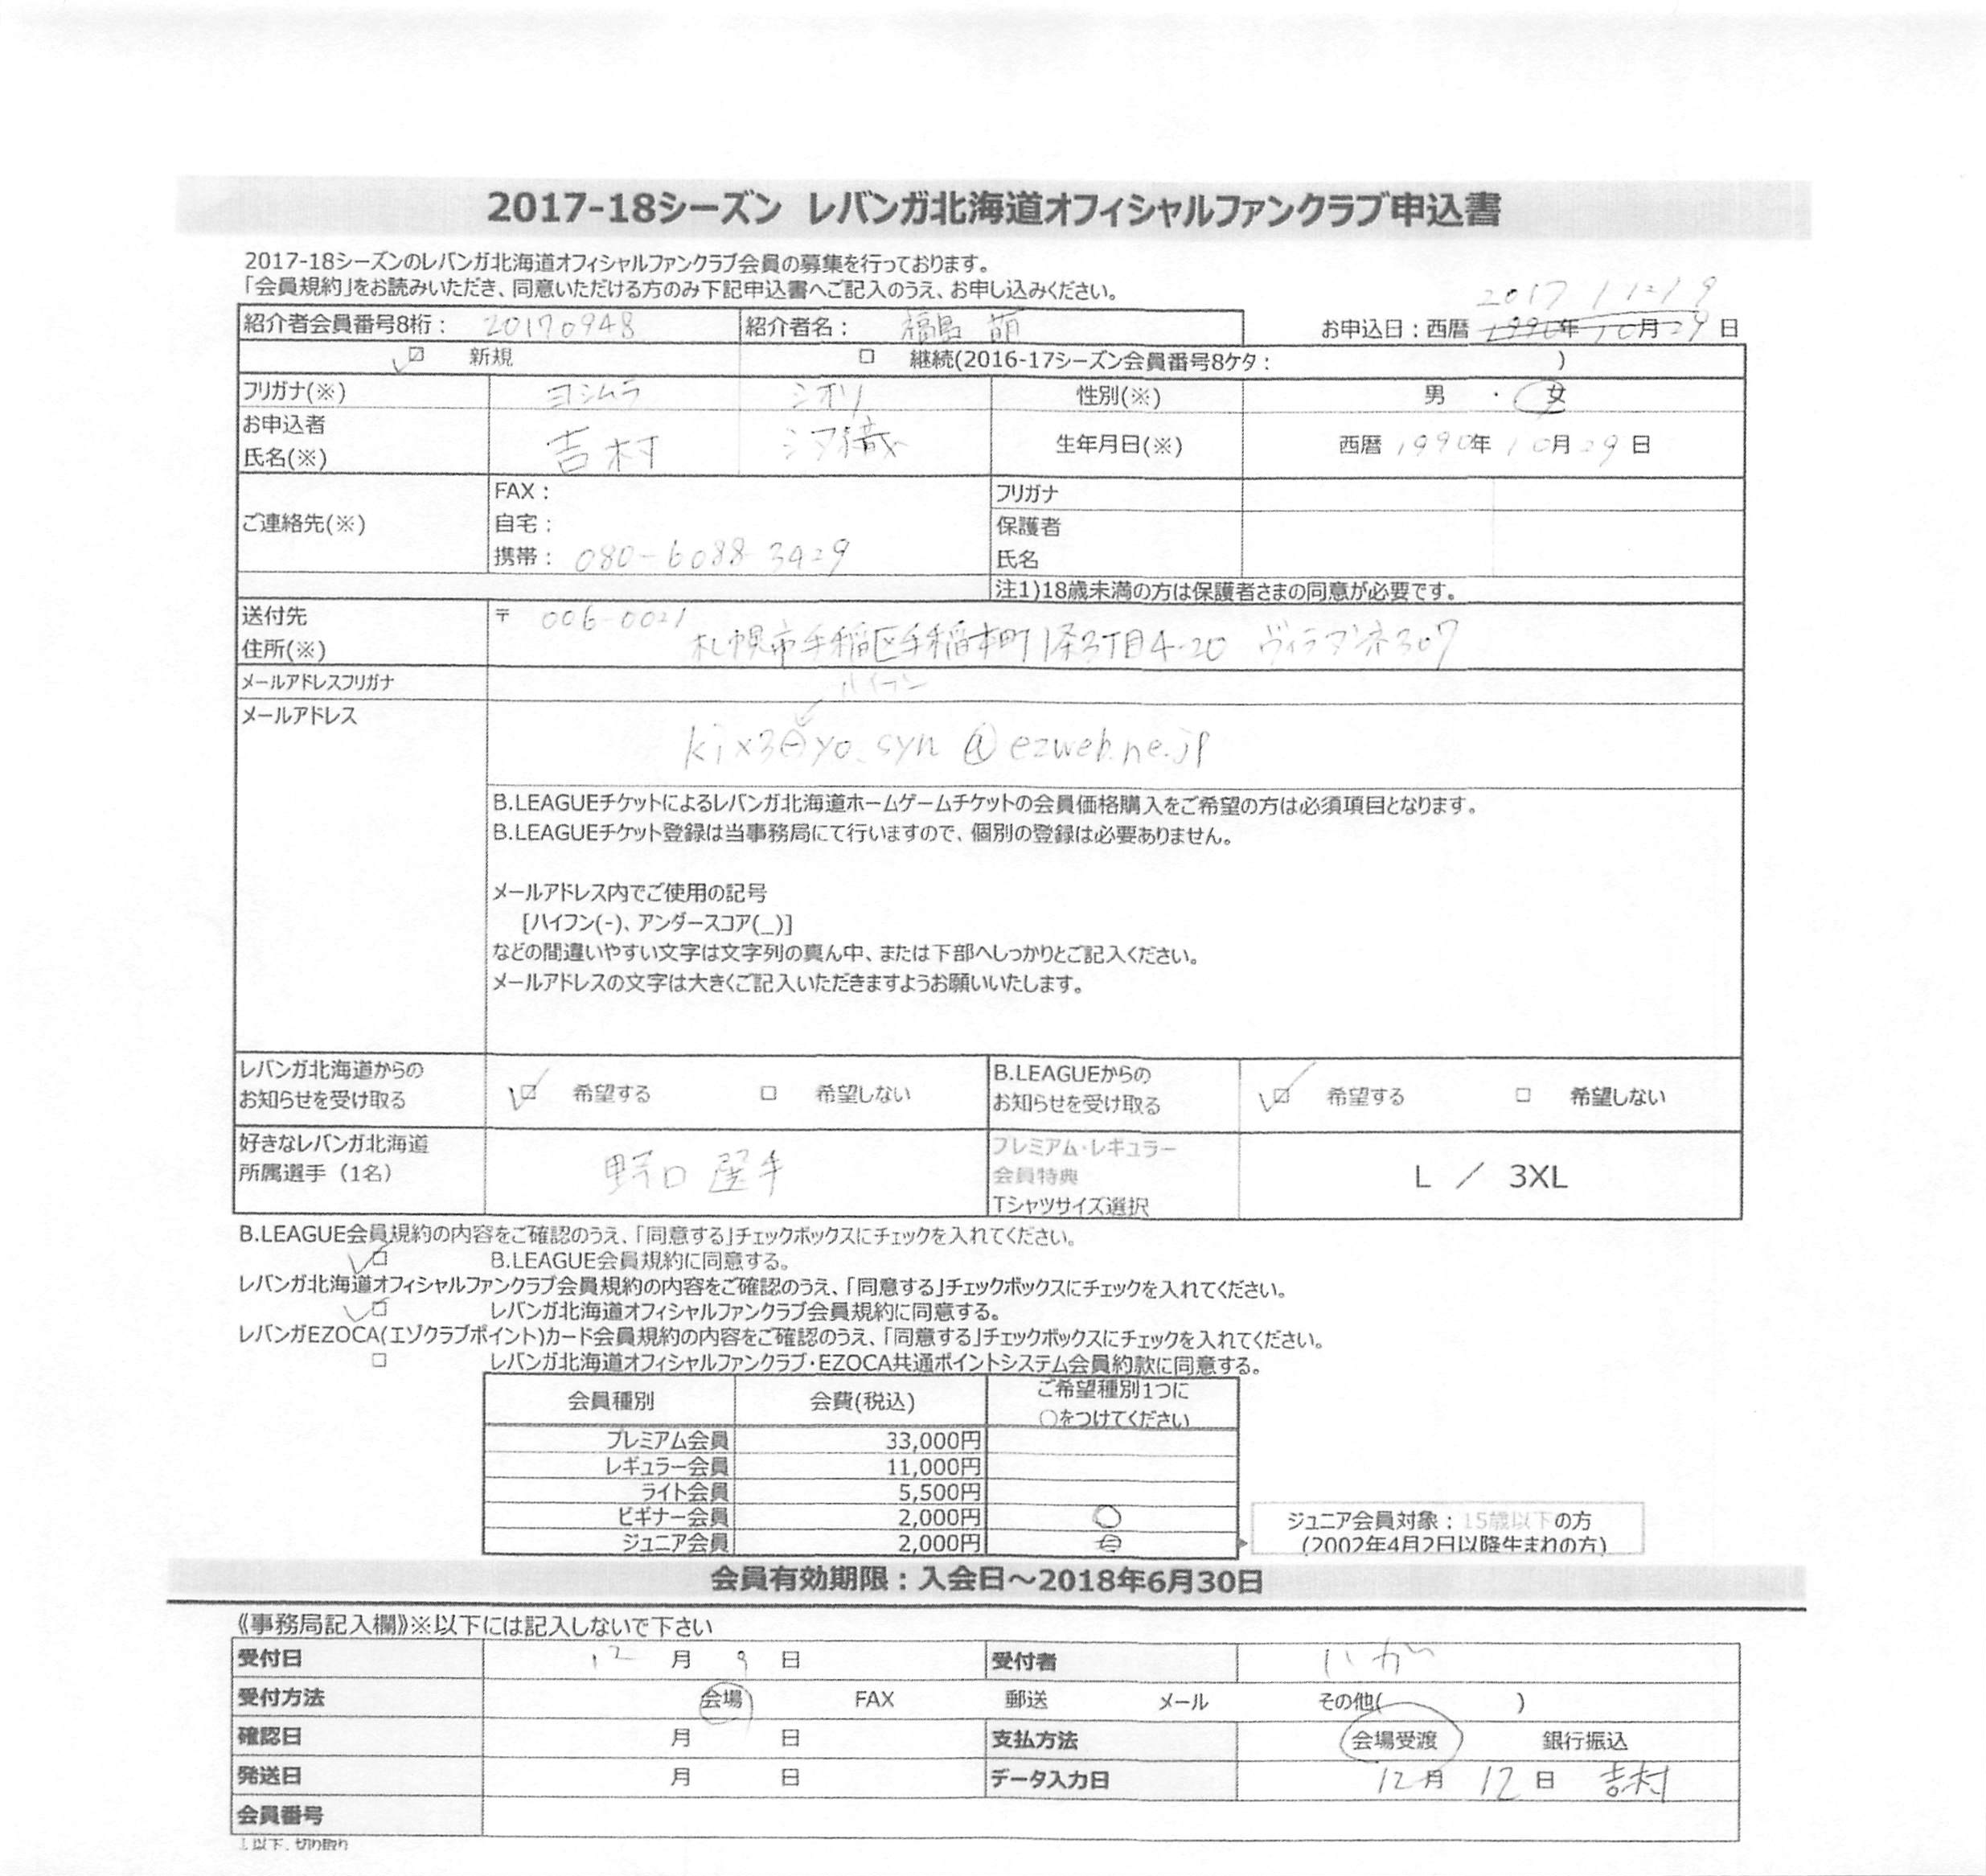 2017-18シーズン レバンガ北海道オフィシャルファンクラブ申込書
2017-18シーズンのレバンガ北海道オフィシャルファンクラブ会員の募集を行っております。
「会員規約」をお読みいただき、同意いただける方のみ下記申込書へご記入のうえ、お申し込みください。
2017 12 9
紹介者会員番号8桁： 20170948 紹介者名： 福島 萌 お申込日：西暦 1990年 10月 29日
☑ 新規 □ 継続(2016-17シーズン会員番号8ケタ： )
フリガナ(※) ヨシムラ シオリ 性別(※) 男 ・ 女
お申込者
氏名(※) 吉村 汐織 生年月日(※) 西暦 1990年 10月 29日
ご連絡先(※)
FAX：
自宅：
携帯： 080-6088-3429
フリガナ
保護者
氏名
注1)18歳未満の方は保護者さまの同意が必要です。
送付先
住所(※)
〒 006-0021
札幌市手稲区手稲本町1条3丁目4-20 ヴィラマンネ307
メールアドレスフリガナ
ハイフン
メールアドレス
kix3-yo.syn@ezweb.ne.jp
B.LEAGUEチケットによるレバンガ北海道ホームゲームチケットの会員価格購入をご希望の方は必須項目となります。
B.LEAGUEチケット登録は当事務局にて行いますので、個別の登録は必要ありません。
メールアドレス内でご使用の記号
[ハイフン(-)、アンダースコア(_)]
などの間違いやすい文字は文字列の真ん中、または下部へしっかりとご記入ください。
メールアドレスの文字は大きくご記入いただきますようお願いいたします。
レバンガ北海道からの
お知らせを受け取る
☑ 希望する □ 希望しない
B.LEAGUEからの
お知らせを受け取る
☑ 希望する □ 希望しない
好きなレバンガ北海道
所属選手（1名）
野口 選手
プレミアム・レギュラー
会員特典
Tシャツサイズ選択
L ／ 3XL
B.LEAGUE会員規約の内容をご確認のうえ、「同意する」チェックボックスにチェックを入れてください。
☑ B.LEAGUE会員規約に同意する。
レバンガ北海道オフィシャルファンクラブ会員規約の内容をご確認のうえ、「同意する」チェックボックスにチェックを入れてください。
☑ レバンガ北海道オフィシャルファンクラブ会員規約に同意する。
レバンガEZOCA(エゾクラブポイント)カード会員規約の内容をご確認のうえ、「同意する」チェックボックスにチェックを入れてください。
□ レバンガ北海道オフィシャルファンクラブ・EZOCA共通ポイントシステム会員約款に同意する。
会員種別 会費(税込) ご希望種別1つに
○をつけてください
プレミアム会員 33,000円
レギュラー会員 11,000円
ライト会員 5,500円
ビギナー会員 2,000円 ○
ジュニア会員 2,000円
ジュニア会員対象：15歳以下の方
(2002年4月2日以降生まれの方)
会員有効期限：入会日～2018年6月30日
《事務局記入欄》※以下には記入しないで下さい
受付日 12月 9日 受付者
受付方法 会場 FAX 郵送 メール その他( )
確認日 月 日 支払方法 会場受渡 銀行振込
発送日 月 日 データ入力日 12月 12日 吉村
会員番号
以下、切り取り